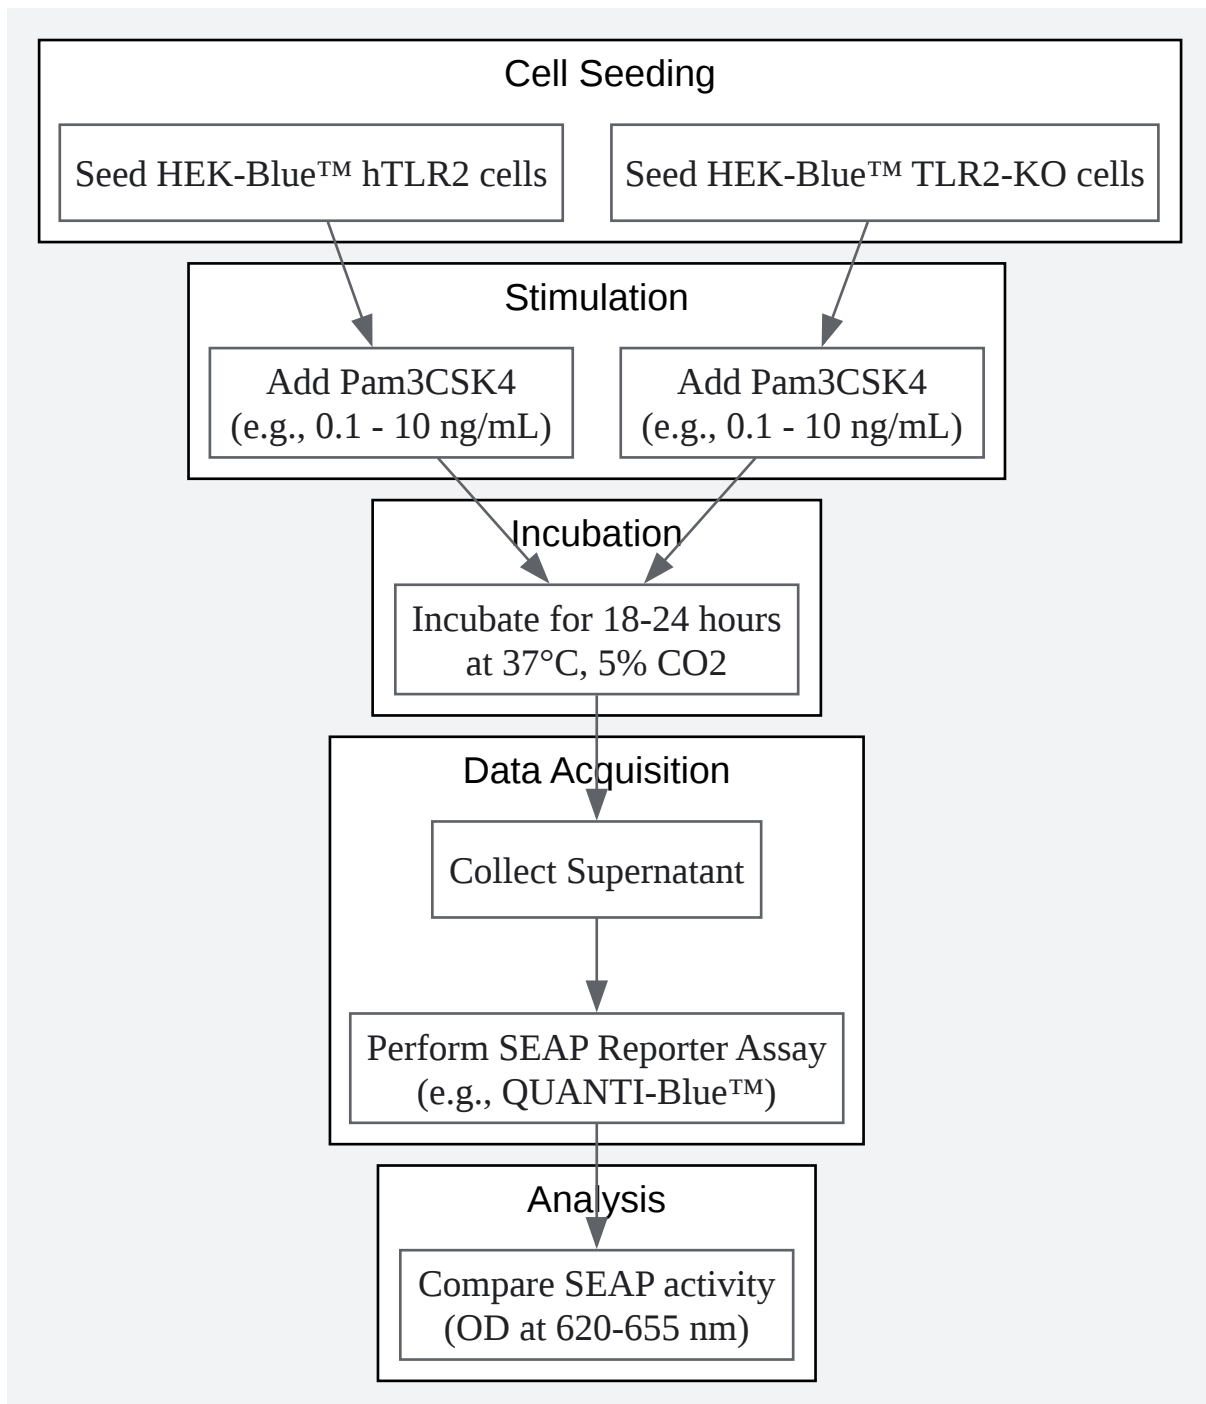 Cell Seeding
Seed HEK-Blue™ hTLR2 cells
Seed HEK-Blue™ TLR2-KO cells
Stimulation
Add Pam3CSK4
(e.g., 0.1 - 10 ng/mL)
Add Pam3CSK4
(e.g., 0.1 - 10 ng/mL)
Incubation
Incubate for 18-24 hours
at 37°C, 5% CO2
Data Acquisition
Collect Supernatant
Perform SEAP Reporter Assay
(e.g., QUANTI-Blue™)
Analysis
Compare SEAP activity
(OD at 620-655 nm)